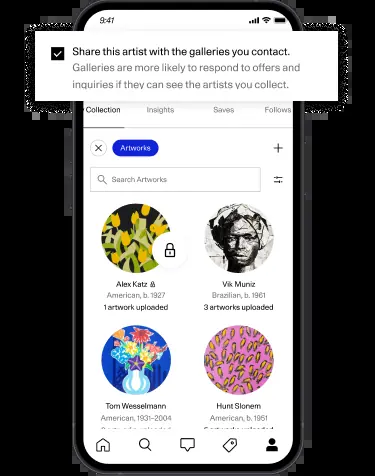 9:41
Share this artist with the galleries you contact.
Galleries are more likely to respond to offers and
inquiries if they can see the artists you collect.
Collection Insights Saves Follows
Artworks
Search Artworks
Alex Katz
American, b. 1927
1 artwork uploaded
Vik Muniz
Brazilian, b. 1961
3 artworks uploaded
Tom Wesselmann
American, 1931–2004
Hunt Slonem
American, b. 1951